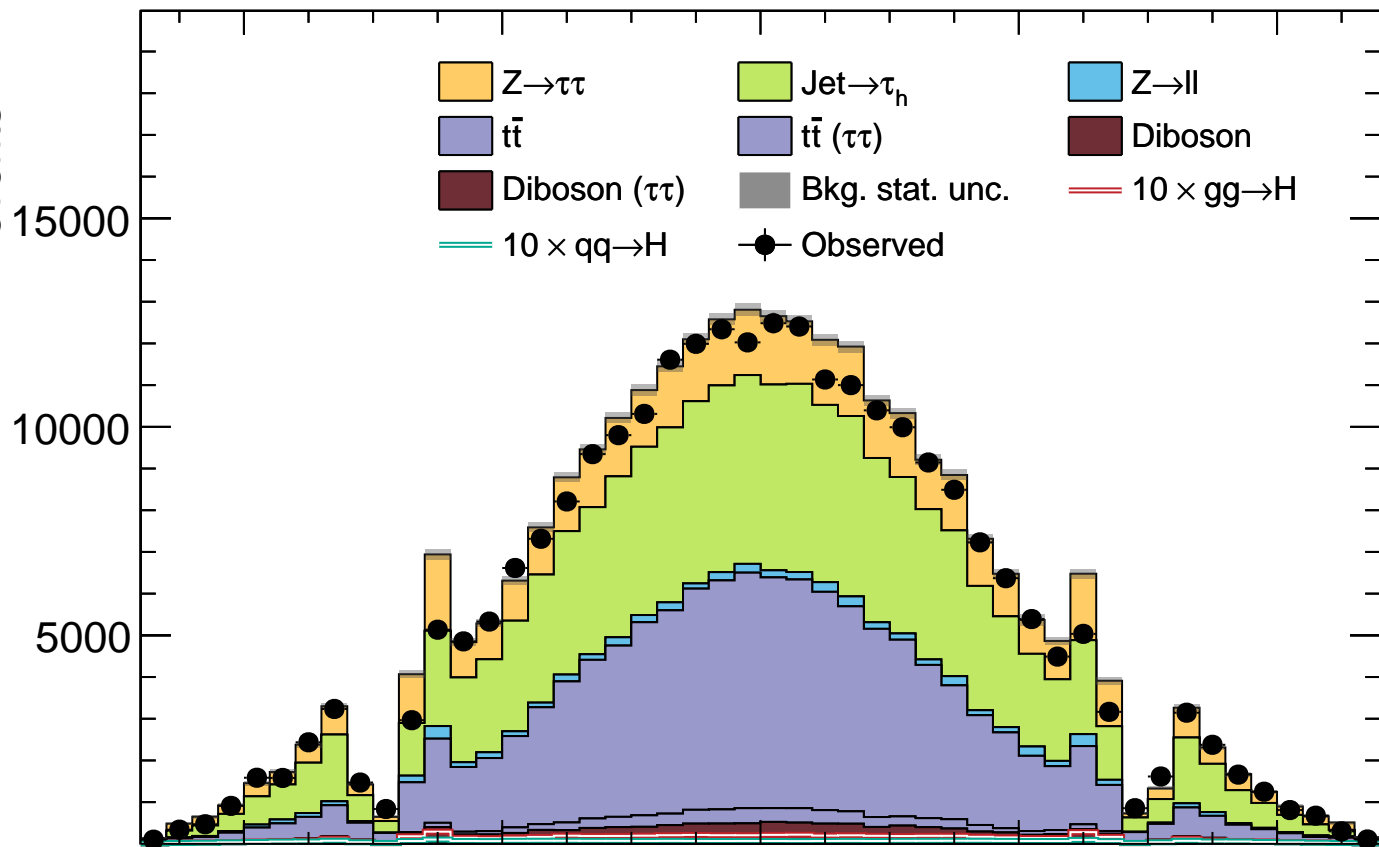 Z→ττ Jet→τh Z→ll
tt̄ tt̄ (ττ) Diboson
Diboson (ττ) Bkg. stat. unc. 10 × gg→H
10 × qq→H Observed
15000
10000
5000